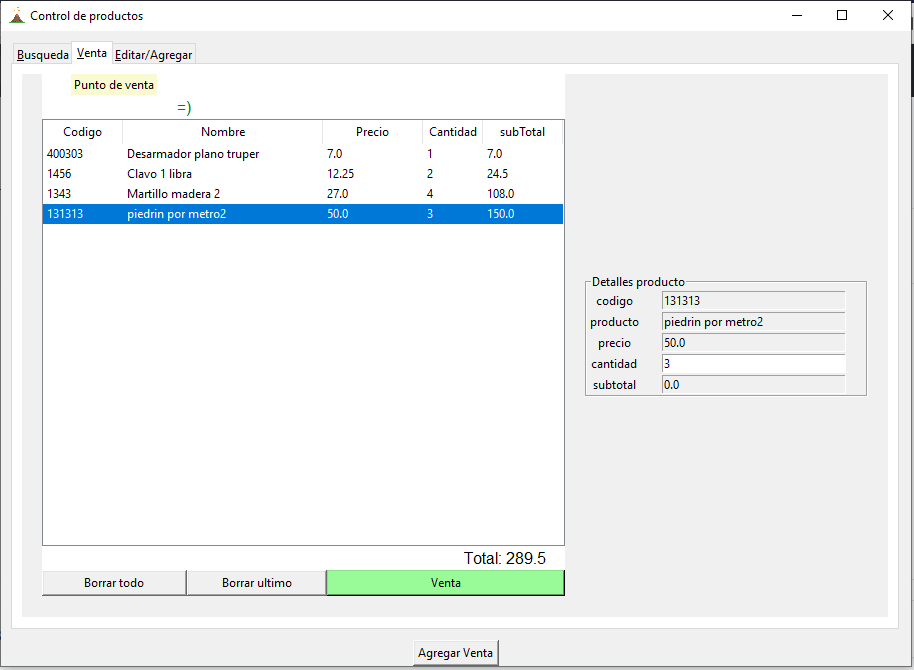 Control de productos
Busqueda Venta Editar/Agregar
Punto de venta
=)
Codigo Nombre Precio Cantidad subTotal
400303 Desarmador plano truper 7.0 1 7.0
1456 Clavo 1 libra 12.25 2 24.5
1343 Martillo madera 2 27.0 4 108.0
131313 piedrin por metro2 50.0 3 150.0
Total: 289.5
Borrar todo Borrar ultimo Venta
Detalles producto
codigo 131313
producto piedrin por metro2
precio 50.0
cantidad 3
subtotal 0.0
Agregar Venta